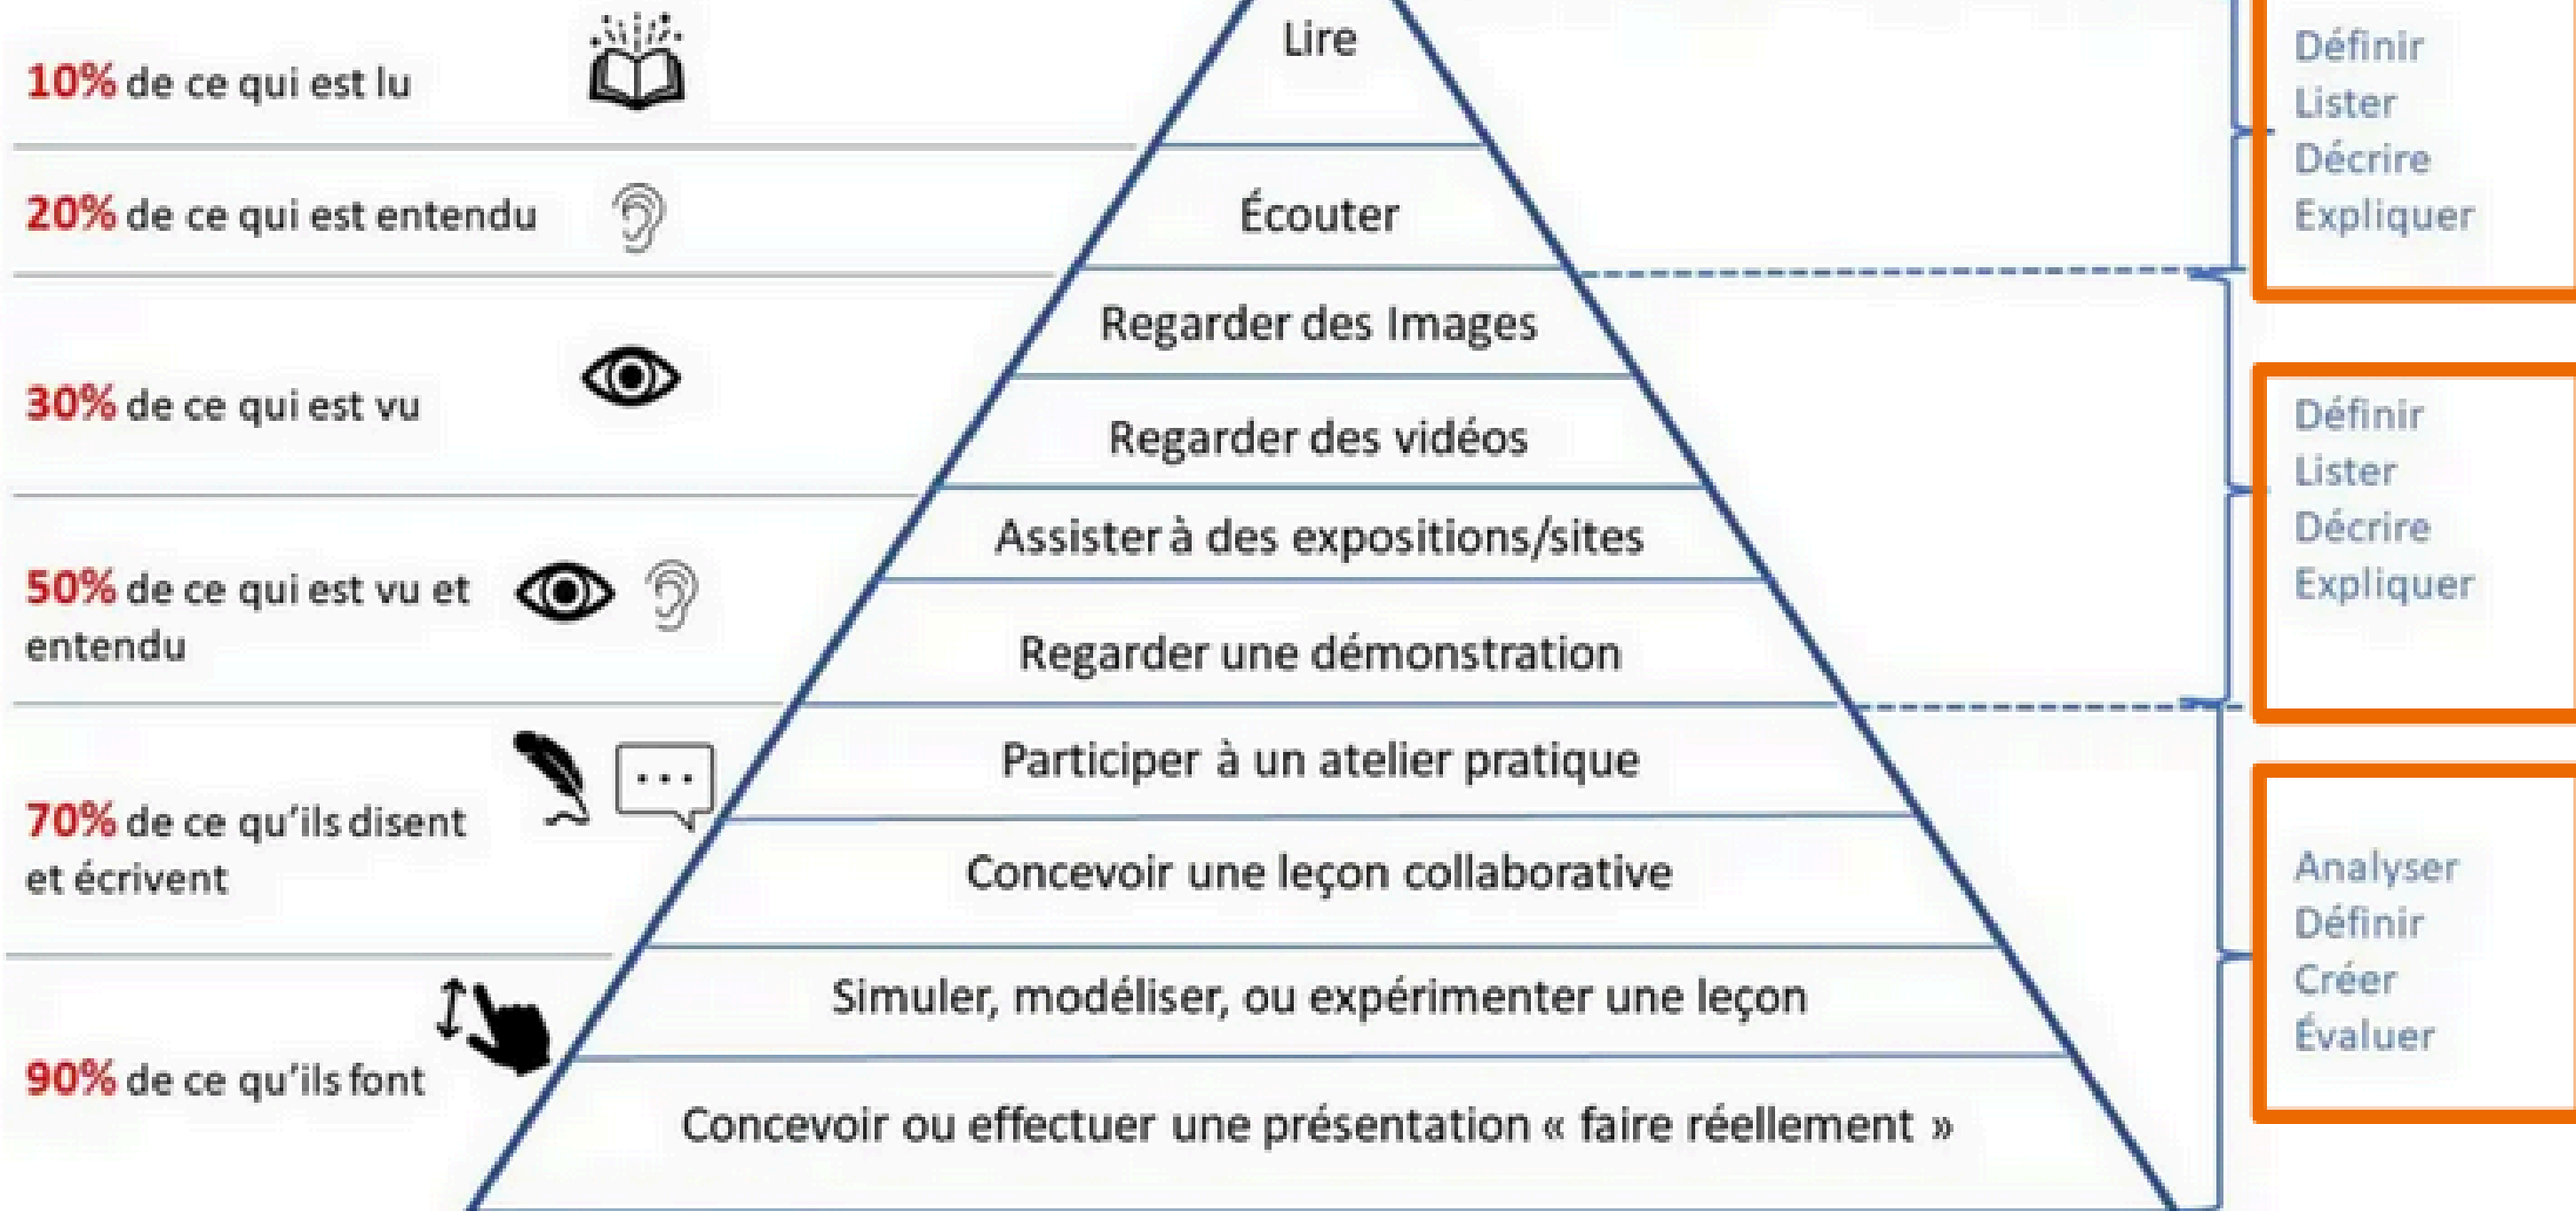 10% de ce qui est lu
20% de ce qui est entendu
30% de ce qui est vu
50% de ce qui est vu et
entendu
70% de ce qu'ils disent
et écrivent
90% de ce qu'ils font
Lire
Écouter
Regarder des Images
Regarder des vidéos
Assister à des expositions/sites
Regarder une démonstration
Participer à un atelier pratique
Concevoir une leçon collaborative
Simuler, modéliser, ou expérimenter une leçon
Concevoir ou effectuer une présentation « faire réellement »
Définir
Lister
Décrire
Expliquer
Définir
Lister
Décrire
Expliquer
Analyser
Définir
Créer
Évaluer